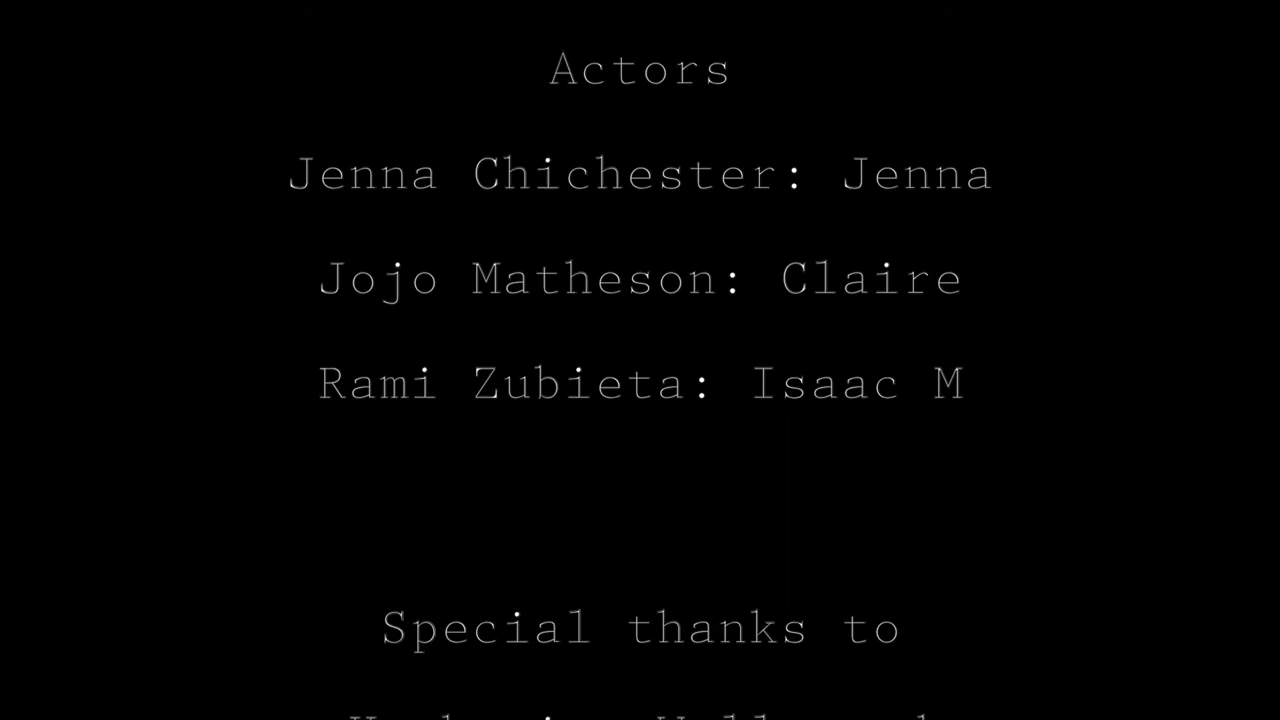 Actors
Jenna Chichester: Jenna
Jojo Matheson: Claire
Rami Zubieta: Isaac M
Special thanks to